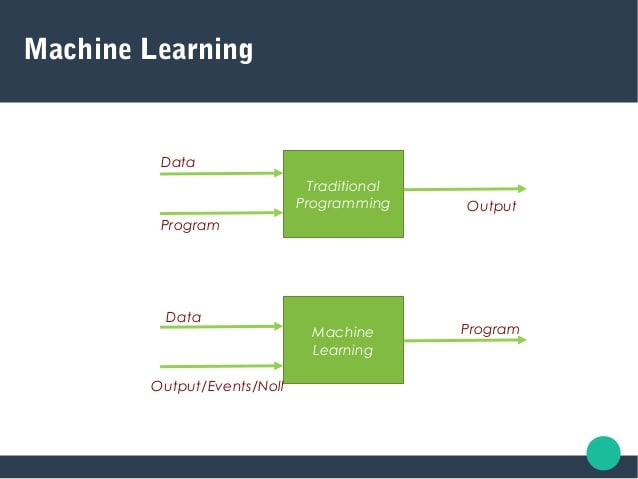 Machine Learning
Data
Traditional
Programming
Output
Program
Data
Machine
Learning
Program
Output/Events/Noll